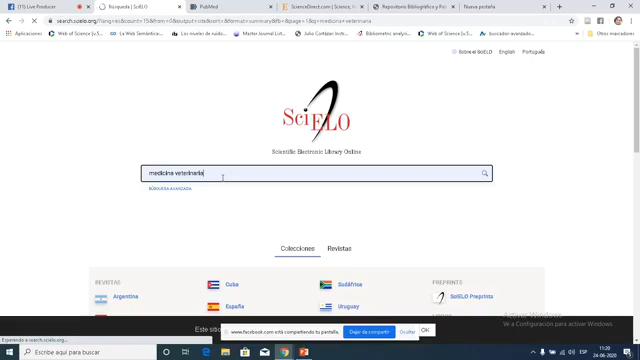 Live Producer
Búsqueda | SciELO
PubMed
ScienceDirect.com | Science, h
Repositorio Bibliográfico y P
Nueva pestaña
search.scielo.org/?lang=es&count=15&from=0&output=site&sort=&format=summary&fb=&page=1&q=medicina+veterinaria
Aplicaciones
Web of Science [v.5
La Web Semántica
Los niveles de ruido
Master Journal List
Julio Cortázar: Insti
Bibliometric analysis
Web of Science [v.5
buscador avanzado
Otros marcadores
Sobre el SciELO English Português
SciELO
Scientific Electronic Library Online
medicina veterinaria
BÚSQUEDA AVANZADA
Colecciones Revistas
REVISTAS
PREPRINTS
Argentina
Cuba
Sudáfrica
SciELO Preprints
España
Uruguay
Activar Windows
Ve a Configuración para activar Windows.
Este sitio
www.facebook.com está compartiendo tu pantalla.
Dejar de compartir
Ocultar
OK
Esperando a search.scielo.org...
Escribe aquí para buscar
ESP
11:20
24-06-2020